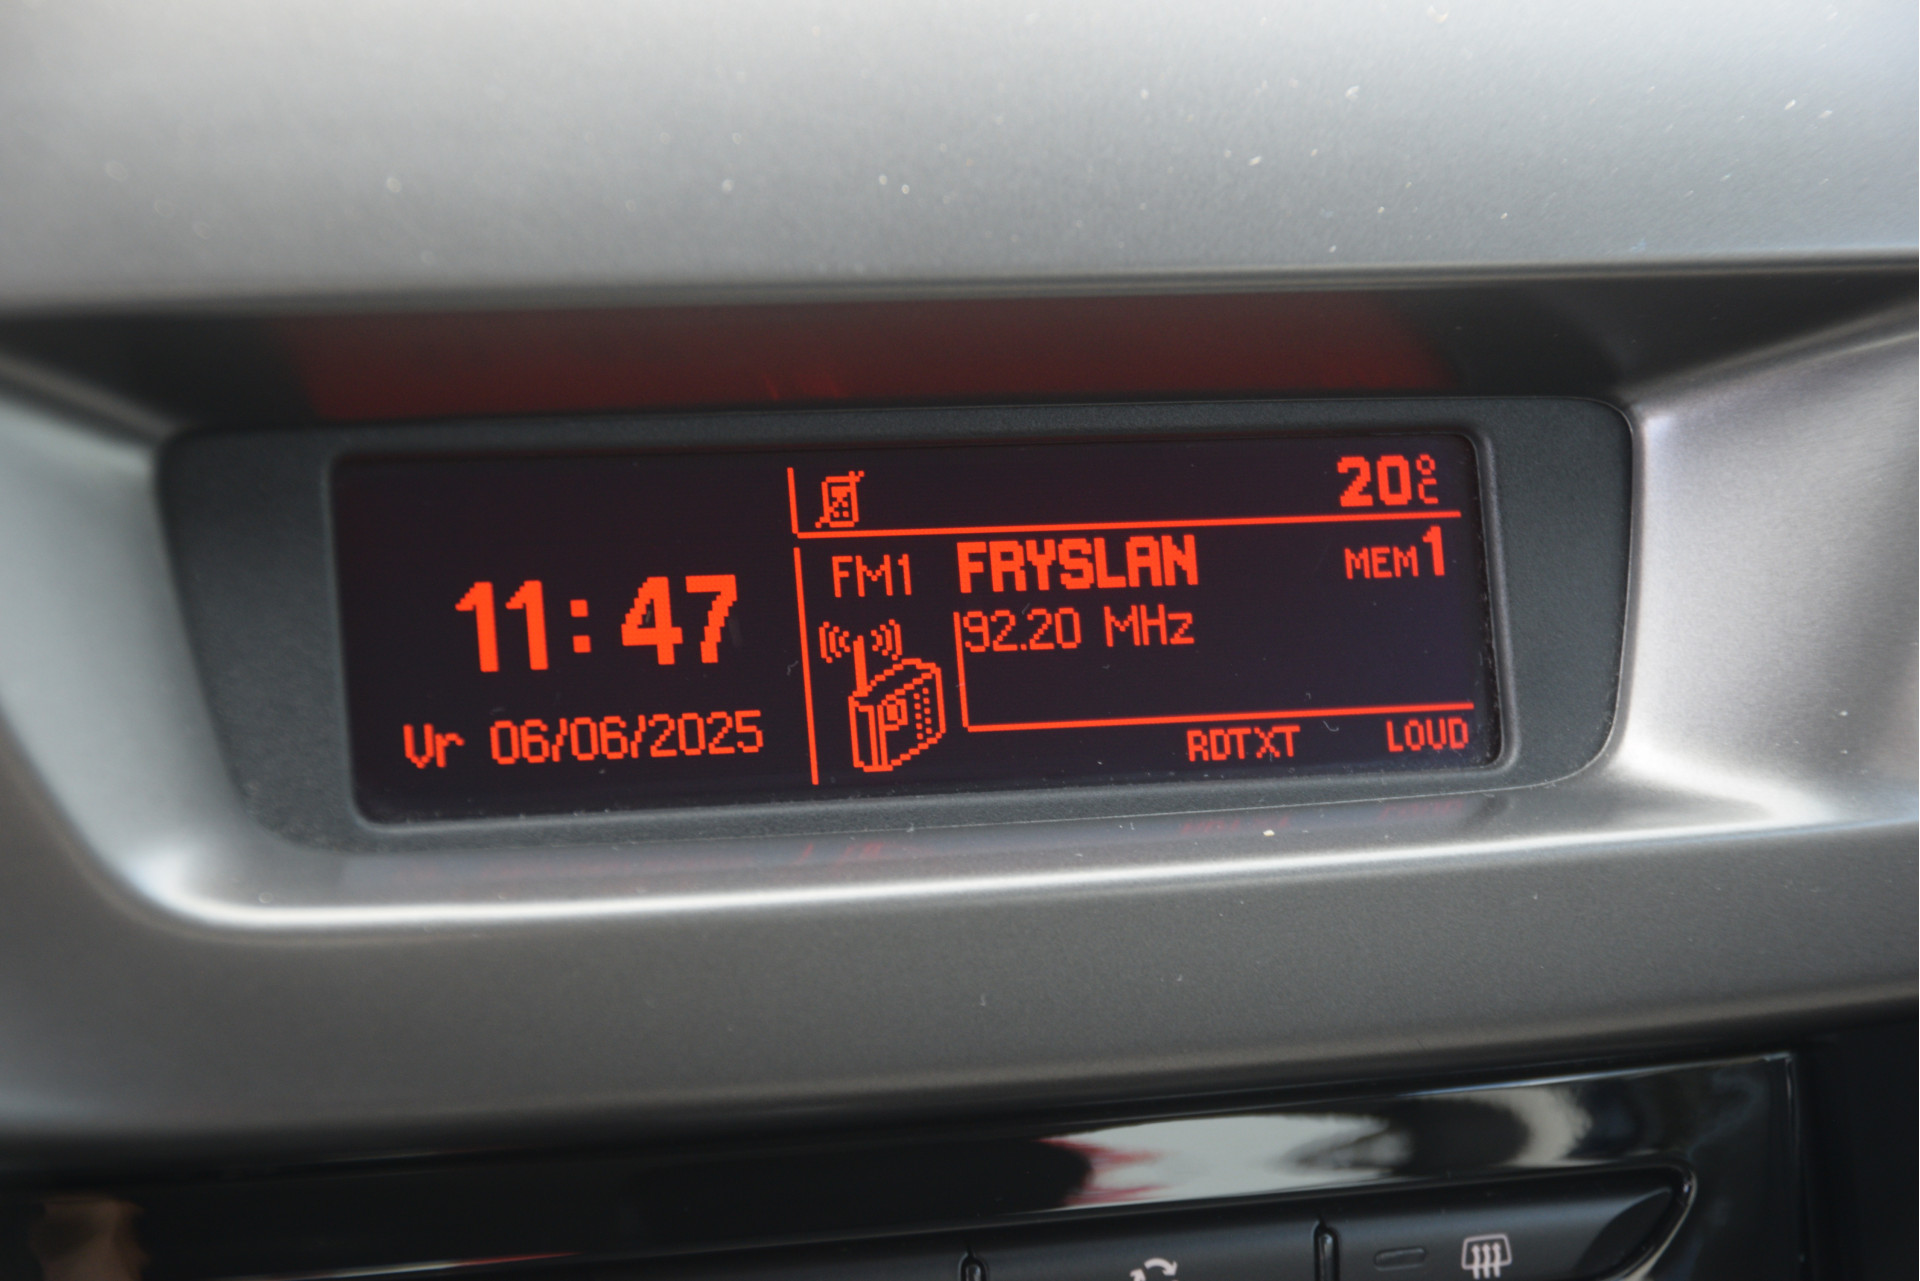 20°C
FM1 FRYSLAN MEM1
92.20 MHz
11:47
Vr 06/06/2025
RDTXT LOUD